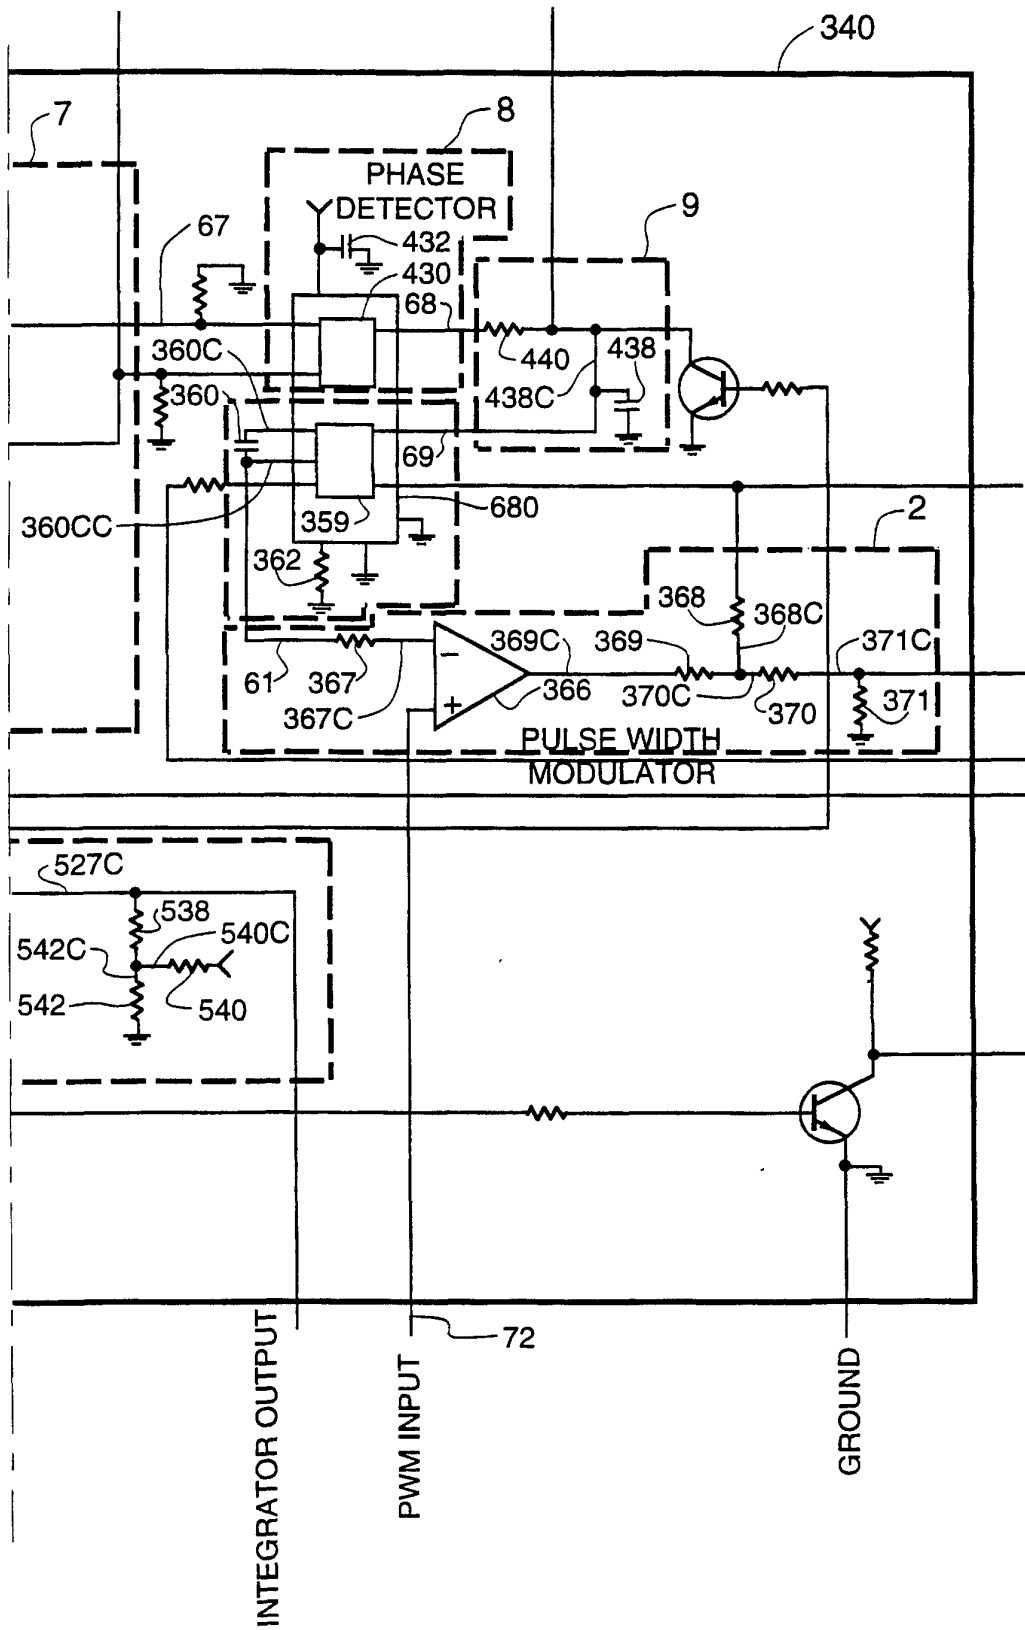 340
7
8
PHASE
DETECTOR
9
67
432
430
68
360C
440
438
360
438C
69
360CC
359
680
2
362
368
368C
369C
369
371C
61
367
366
370C
370
371
367C
PULSE WIDTH
MODULATOR
527C
538
542C
540C
542
540
72
INTEGRATOR OUTPUT
PWM INPUT
GROUND